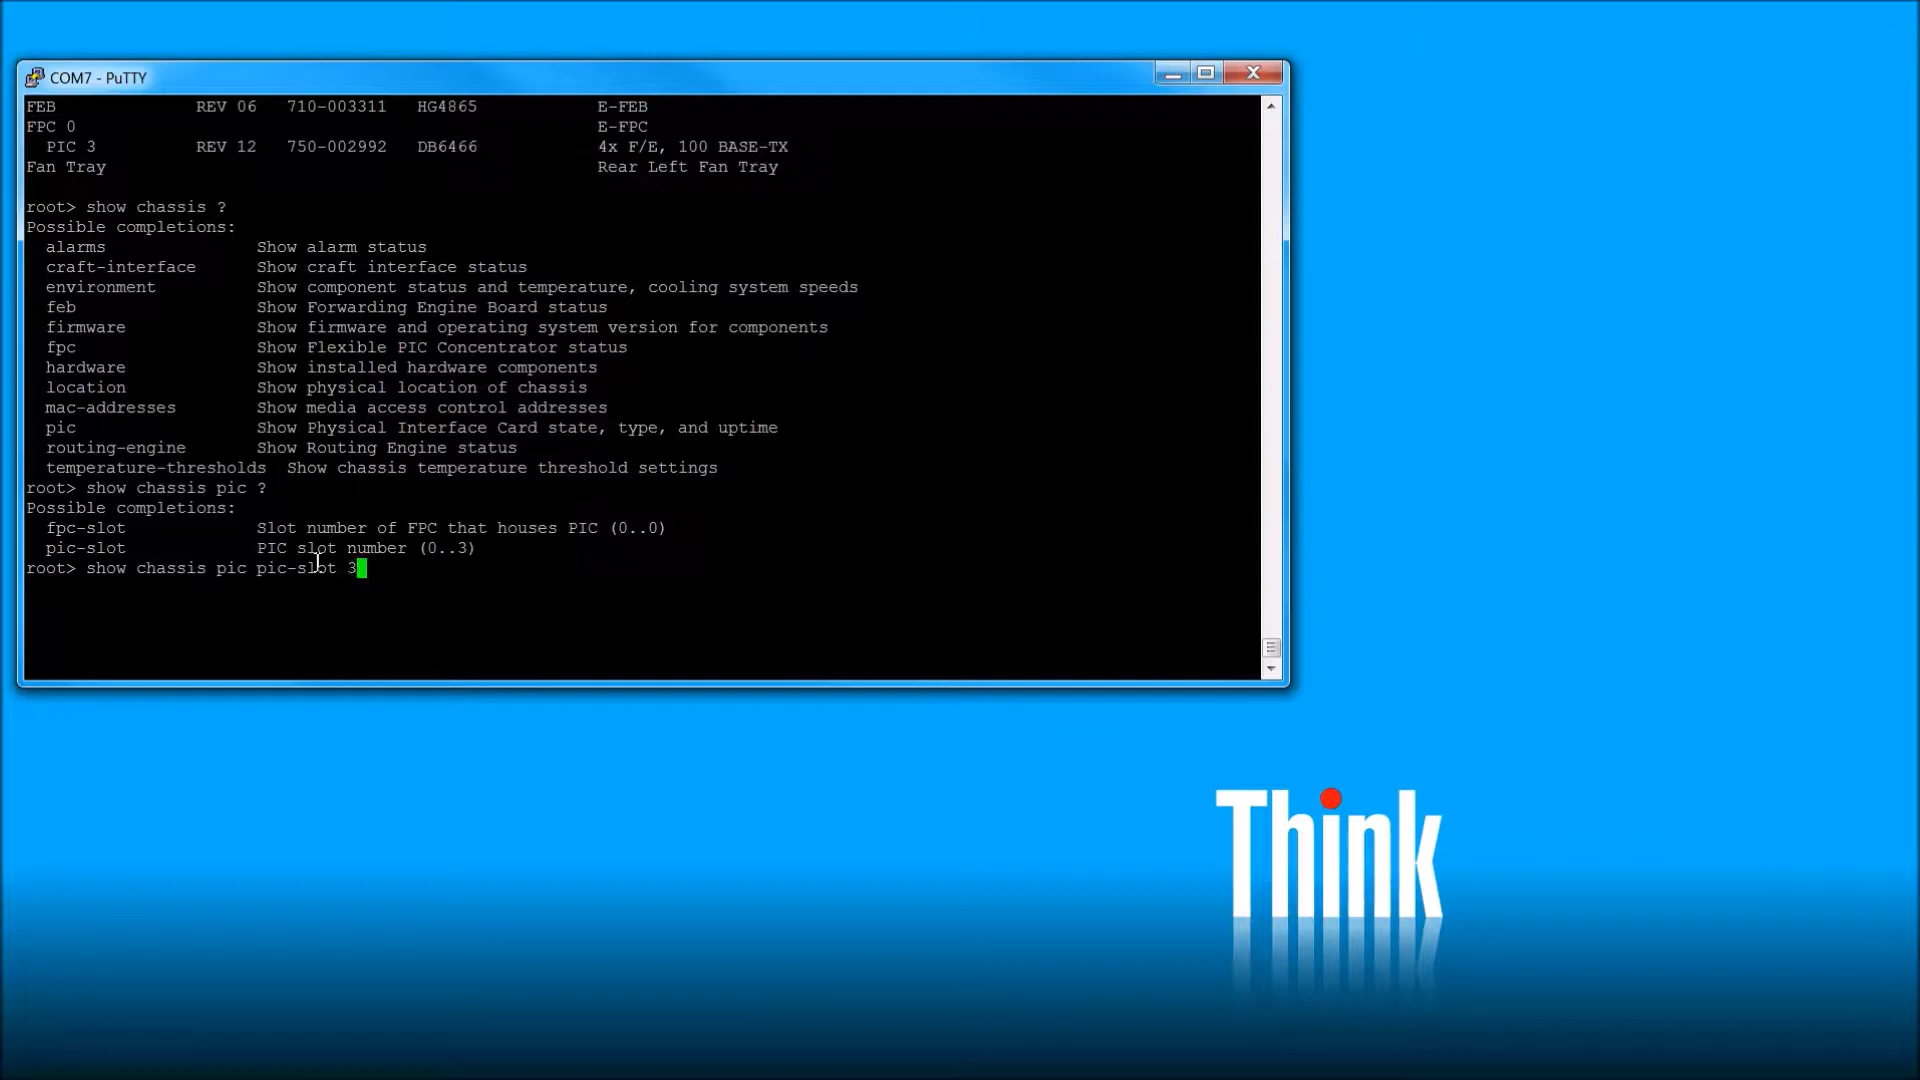 COM7 - PuTTY
FEB              REV 06   710-003311   HG4865            E-FEB
FPC 0                                                    E-FPC
  PIC 3          REV 12   750-002992   DB6466            4x F/E, 100 BASE-TX
Fan Tray                                                 Rear Left Fan Tray
root> show chassis ?
Possible completions:
  alarms               Show alarm status
  craft-interface      Show craft interface status
  environment          Show component status and temperature, cooling system speeds
  feb                  Show Forwarding Engine Board status
  firmware             Show firmware and operating system version for components
  fpc                  Show Flexible PIC Concentrator status
  hardware             Show installed hardware components
  location             Show physical location of chassis
  mac-addresses        Show media access control addresses
  pic                  Show Physical Interface Card state, type, and uptime
  routing-engine       Show Routing Engine status
  temperature-thresholds  Show chassis temperature threshold settings
root> show chassis pic ?
Possible completions:
  fpc-slot             Slot number of FPC that houses PIC (0..0)
  pic-slot             PIC slot number (0..3)
root> show chassis pic pic-slot 3
Think